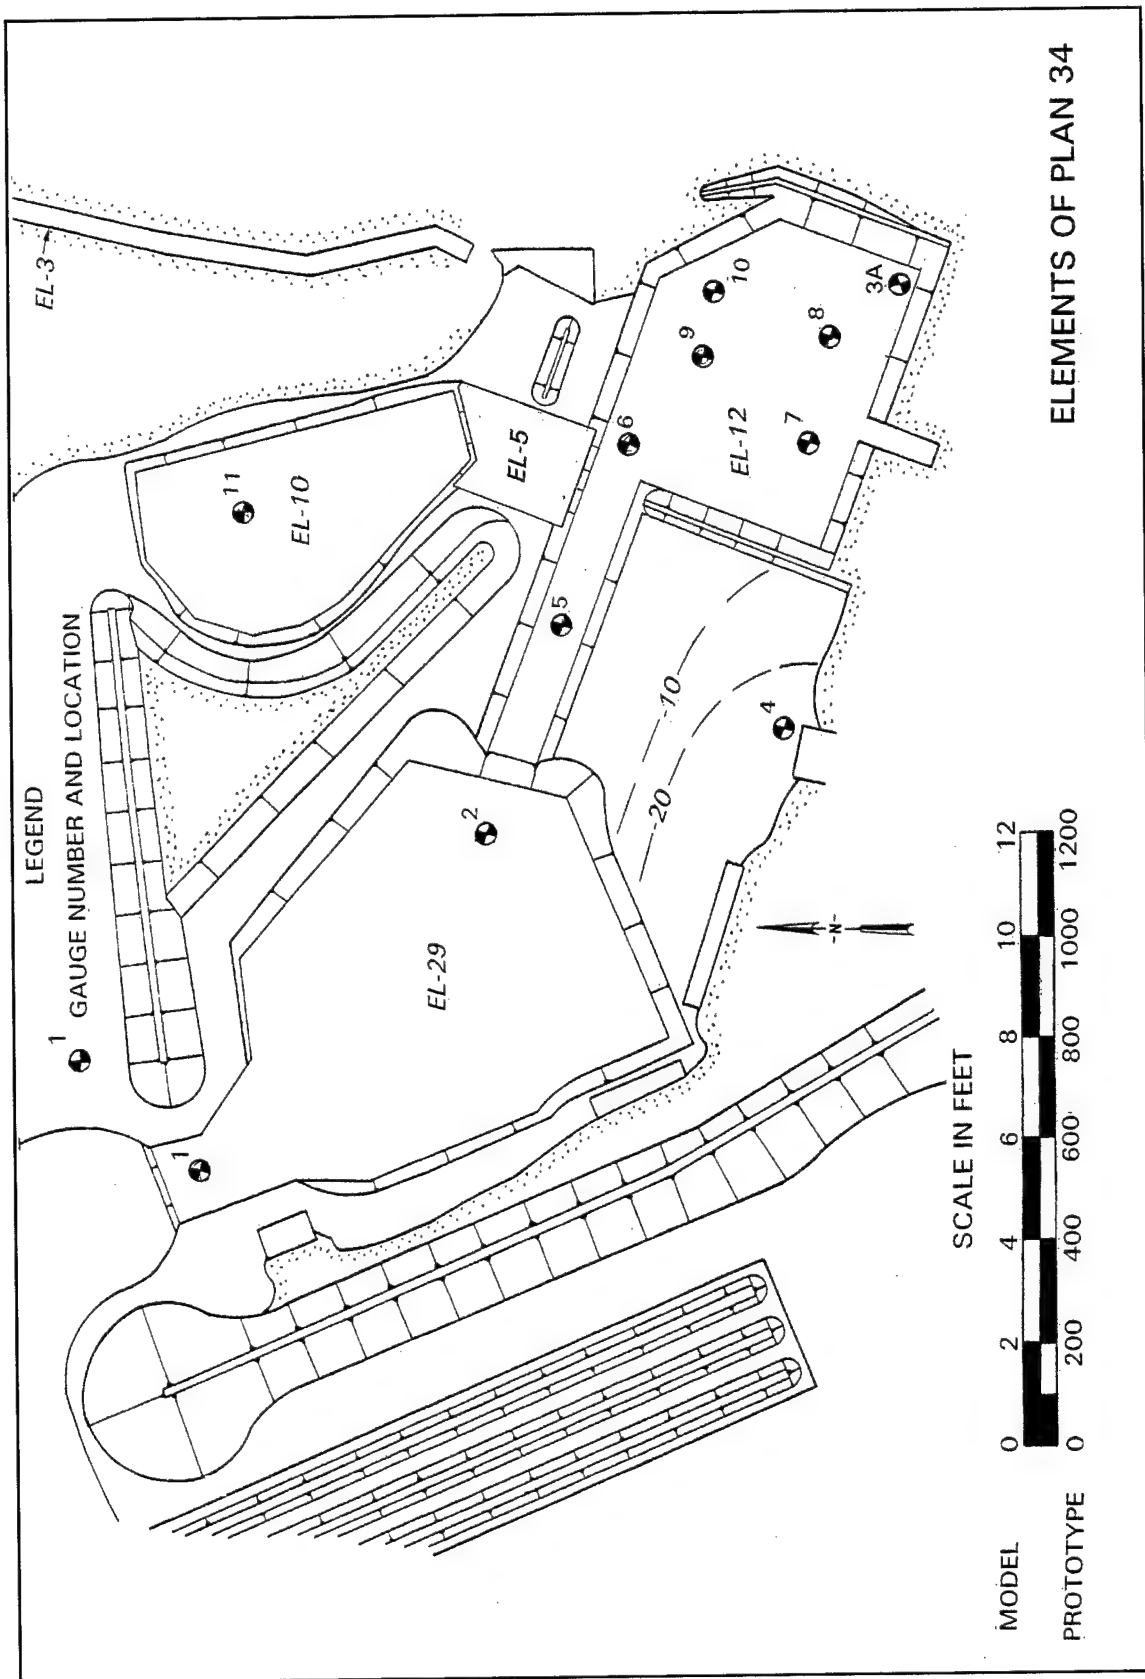 LEGEND
1 GAUGE NUMBER AND LOCATION
EL-3
1
11
EL-10
EL-5
EL-29
2
5
6
9
10
EL-12
8
3A
7
-10
-20
4
-N-
SCALE IN FEET
MODEL 0 2 4 6 8 10 12
PROTOTYPE 0 200 400 600 800 1000 1200
ELEMENTS OF PLAN 34